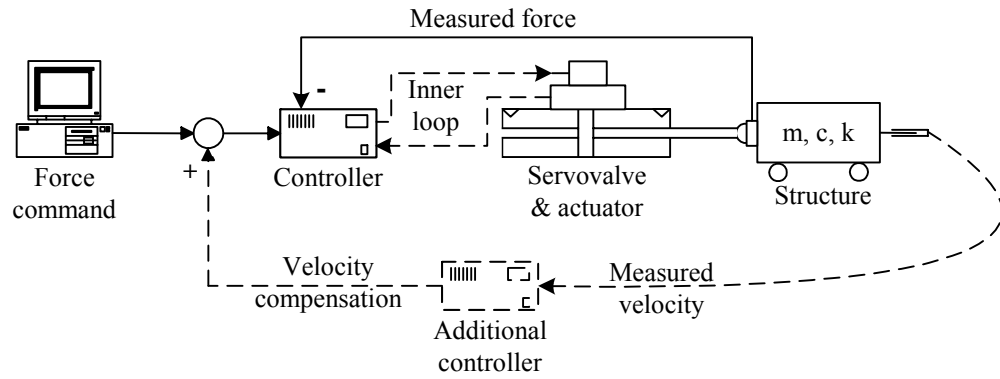 Measured force
-
Inner
loop
m, c, k
+
Force
command
Controller
Servovalve
& actuator
Structure
Velocity
compensation
Measured
velocity
Additional
controller